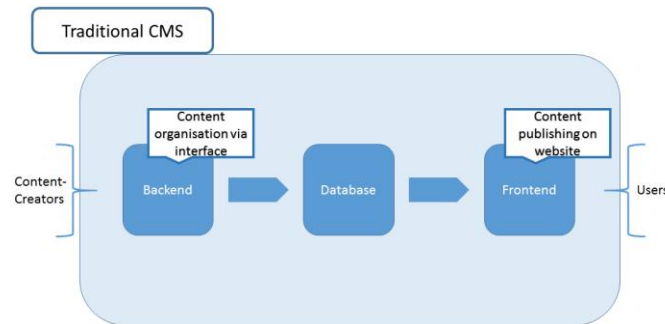 Traditional CMS
Content
organisation via
interface
Content
publishing on
website
Content-
Creators
Backend
Database
Frontend
Users